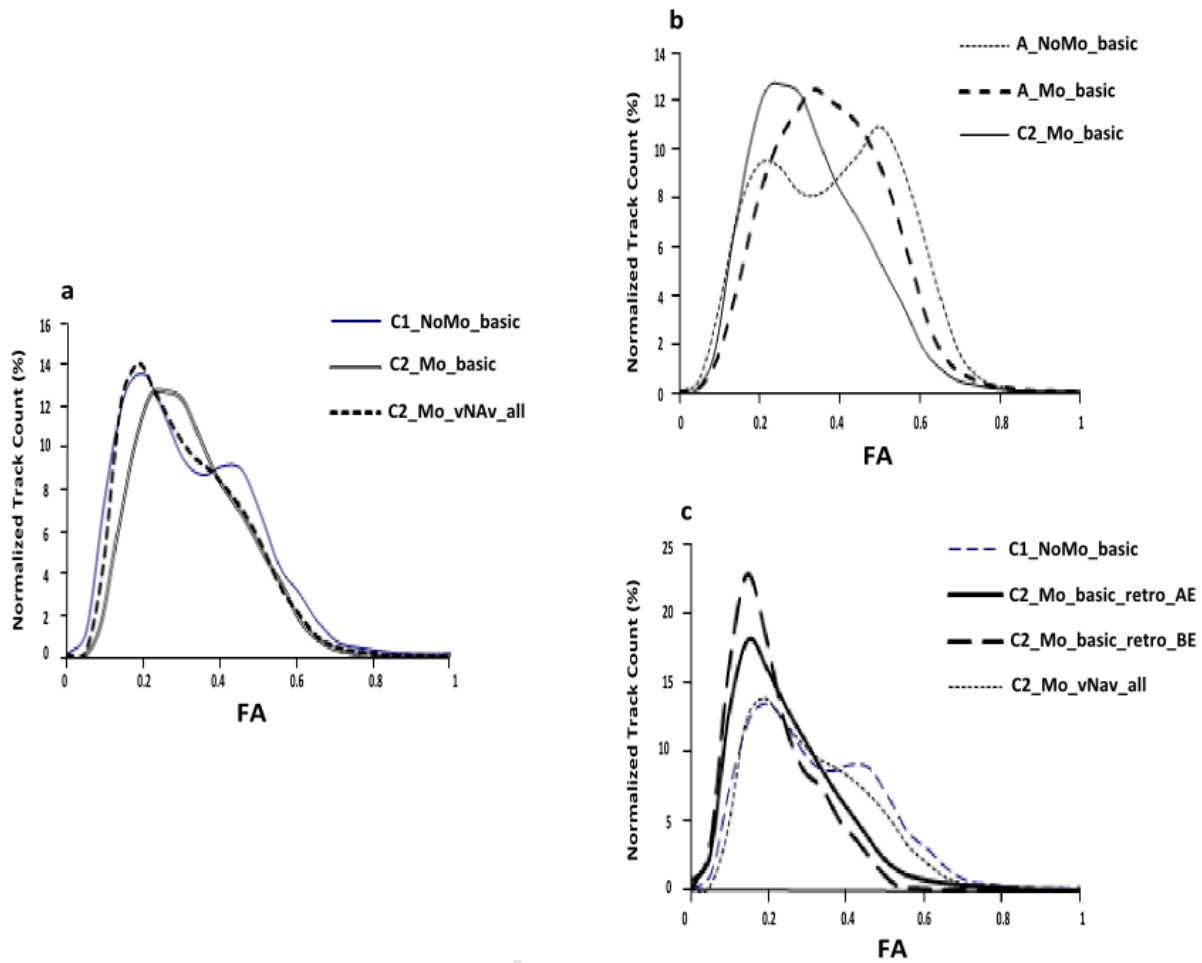 b
14
12
10
8
6
4
2
0
Normalized Track Count (%)
0 0.2 0.4 0.6 0.8 1
FA
A_NoMo_basic
A_Mo_basic
C2_Mo_basic
a
16
14
12
10
8
6
4
2
0
Normalized Track Count (%)
0 0.2 0.4 0.6 0.8 1
FA
C1_NoMo_basic
C2_Mo_basic
C2_Mo_vNAv_all
c
25
20
15
10
5
0
Normalized Track Count (%)
0 0.2 0.4 0.6 0.8 1
FA
C1_NoMo_basic
C2_Mo_basic_retro_AE
C2_Mo_basic_retro_BE
C2_Mo_vNav_all